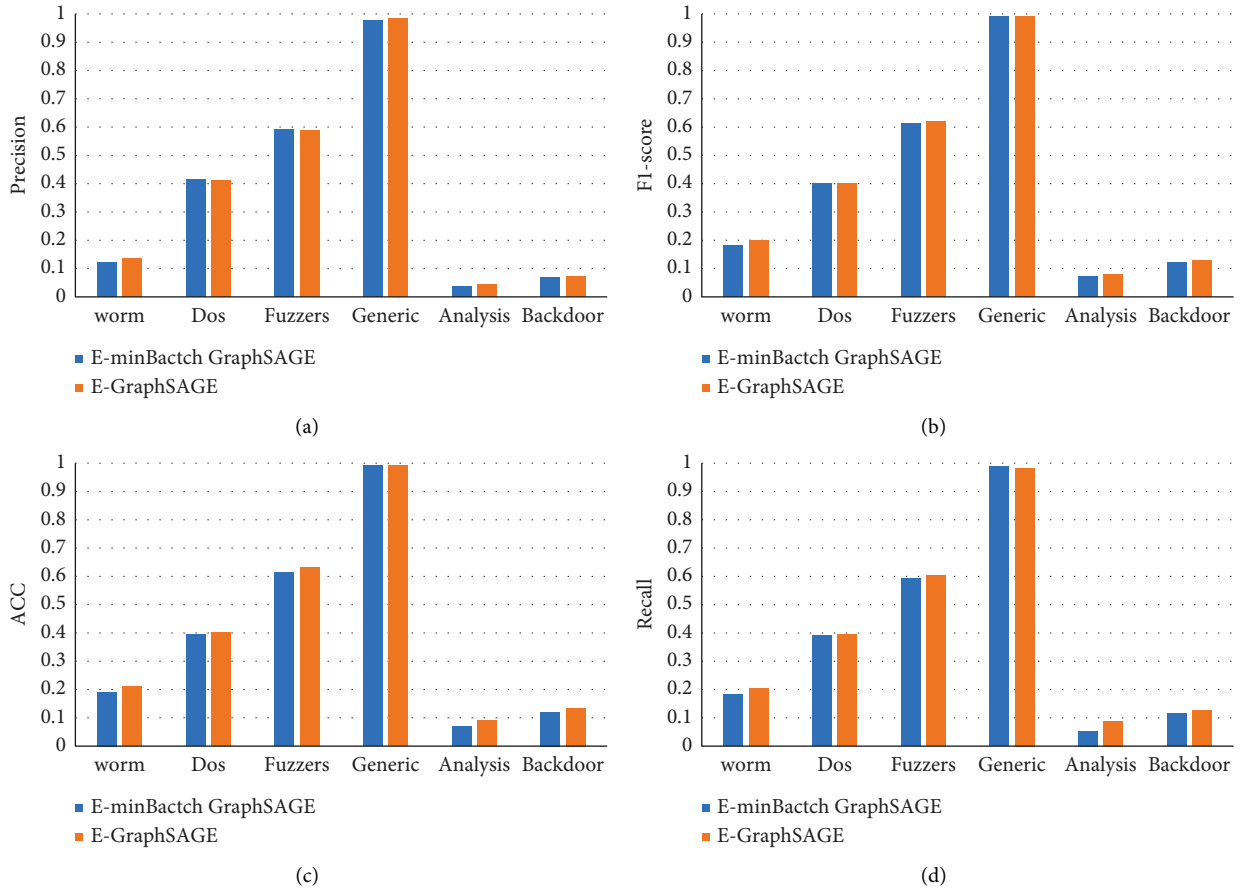 Precision
1
0.9
0.8
0.7
0.6
0.5
0.4
0.3
0.2
0.1
0
worm Dos Fuzzers Generic Analysis Backdoor
E-minBactch GraphSAGE
E-GraphSAGE
(a)
F1-score
1
0.9
0.8
0.7
0.6
0.5
0.4
0.3
0.2
0.1
0
worm Dos Fuzzers Generic Analysis Backdoor
E-minBactch GraphSAGE
E-GraphSAGE
(b)
ACC
1
0.9
0.8
0.7
0.6
0.5
0.4
0.3
0.2
0.1
0
worm Dos Fuzzers Generic Analysis Backdoor
E-minBactch GraphSAGE
E-GraphSAGE
(c)
Recall
1
0.9
0.8
0.7
0.6
0.5
0.4
0.3
0.2
0.1
0
worm Dos Fuzzers Generic Analysis Backdoor
E-minBactch GraphSAGE
E-GraphSAGE
(d)